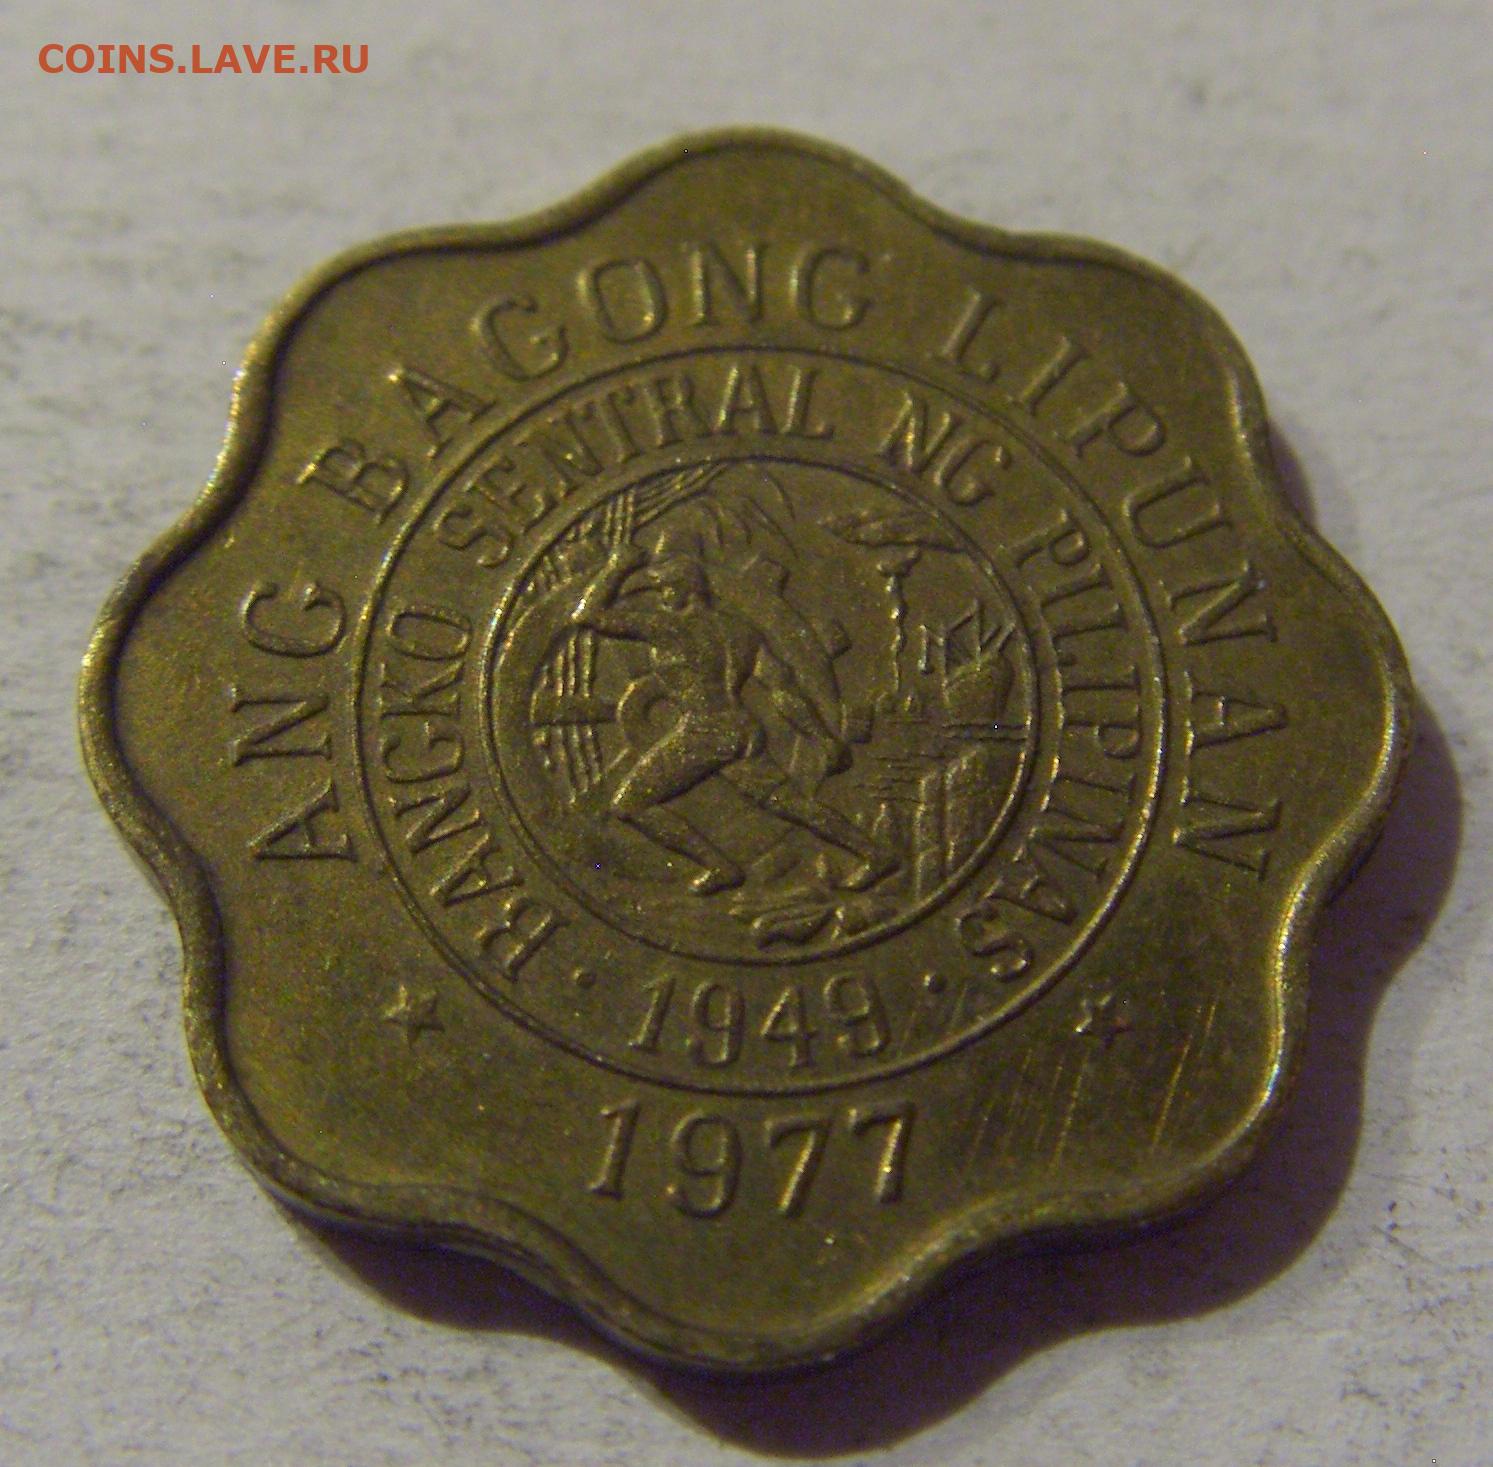 COINS.LAVE.RU
ANG BAGONG LIPUNAN
BANGKO SENTRAL NG PILIPINAS
· 1949 ·
1977